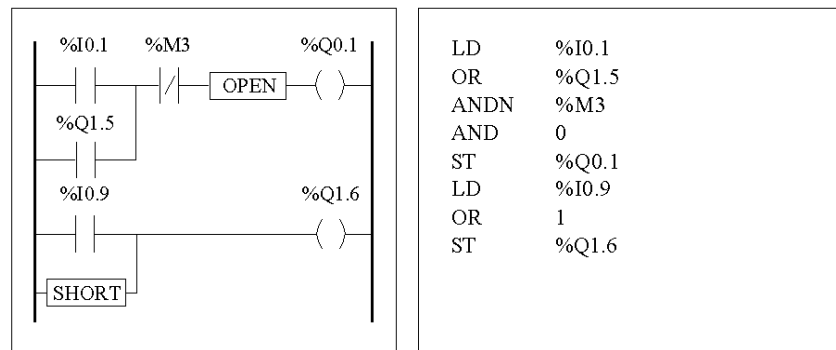 %I0.1 %M3 %Q0.1
OPEN
%Q1.5
%I0.9 %Q1.6
SHORT
LD %I0.1
OR %Q1.5
ANDN %M3
AND 0
ST %Q0.1
LD %I0.9
OR 1
ST %Q1.6